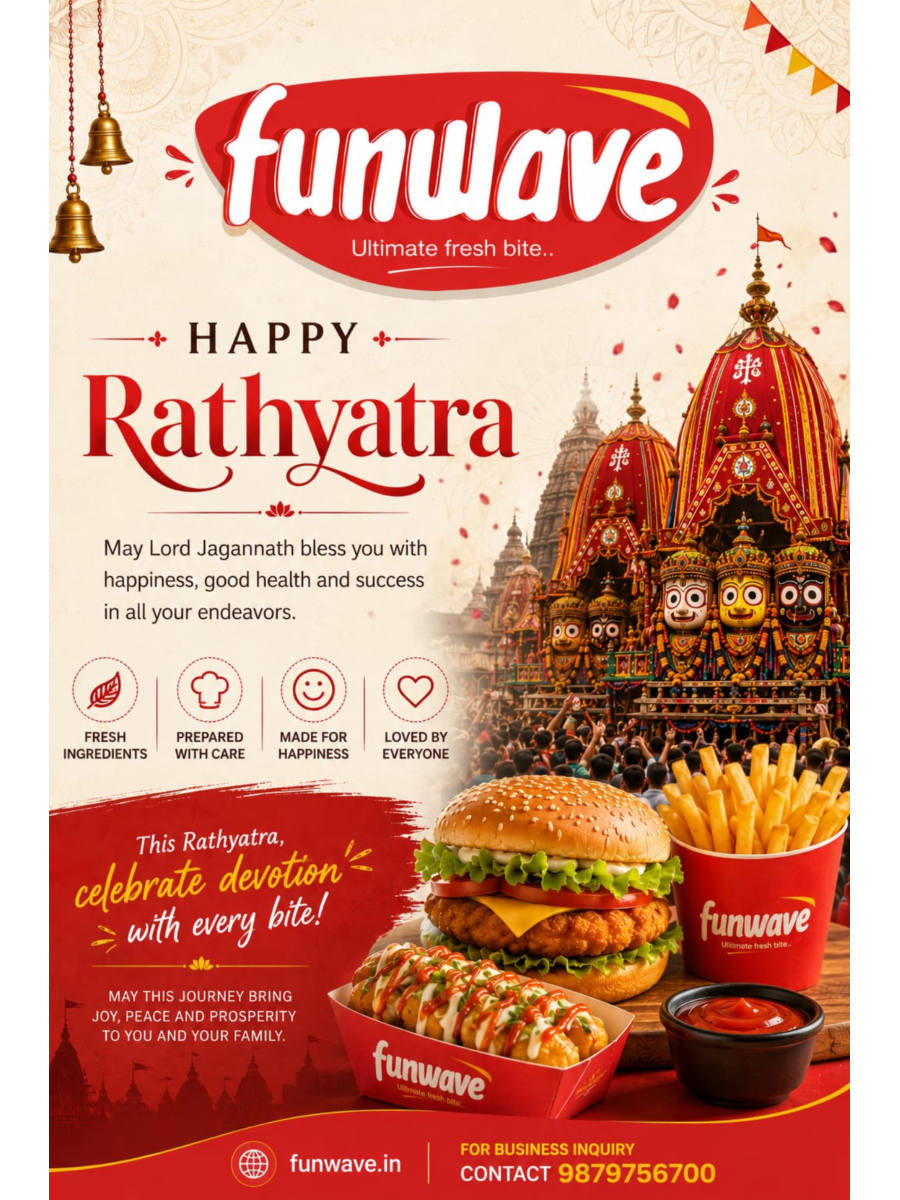 funwave
Ultimate fresh bite..
HAPPY
Rathyatra
May Lord Jagannath bless you with
happiness, good health and success
in all your endeavors.
FRESH
INGREDIENTS
PREPARED
WITH CARE
MADE FOR
HAPPINESS
LOVED BY
EVERYONE
This Rathyatra,
celebrate devotion
with every bite!
MAY THIS JOURNEY BRING
JOY, PEACE AND PROSPERITY
TO YOU AND YOUR FAMILY.
funwave
Ultimate fresh bite..
funwave
Ultimate fresh bite..
funwave.in
FOR BUSINESS INQUIRY
CONTACT 9879756700